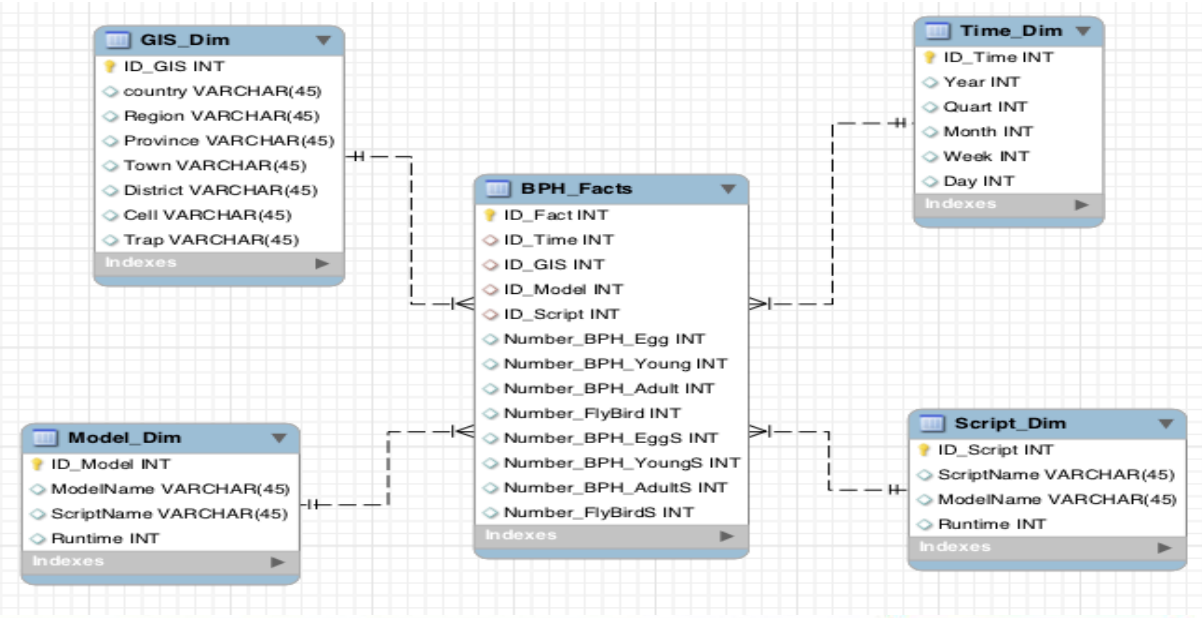 GIS_Dim
ID_GIS INT
country VARCHAR(45)
Region VARCHAR(45)
Province VARCHAR(45)
Town VARCHAR(45)
District VARCHAR(45)
Cell VARCHAR(45)
Trap VARCHAR(45)
Indexes
Time_Dim
ID_Time INT
Year INT
Quart INT
Month INT
Week INT
Day INT
Indexes
BPH_Facts
ID_Fact INT
ID_Time INT
ID_GIS INT
ID_Model INT
ID_Script INT
Number_BPH_Egg INT
Number_BPH_Young INT
Number_BPH_Adult INT
Number_FlyBird INT
Number_BPH_EggS INT
Number_BPH_YoungS INT
Number_BPH_AdultS INT
Number_FlyBirdS INT
Indexes
Model_Dim
ID_Model INT
ModelName VARCHAR(45)
ScriptName VARCHAR(45)
Runtime INT
Indexes
Script_Dim
ID_Script INT
ScriptName VARCHAR(45)
ModelName VARCHAR(45)
Runtime INT
Indexes